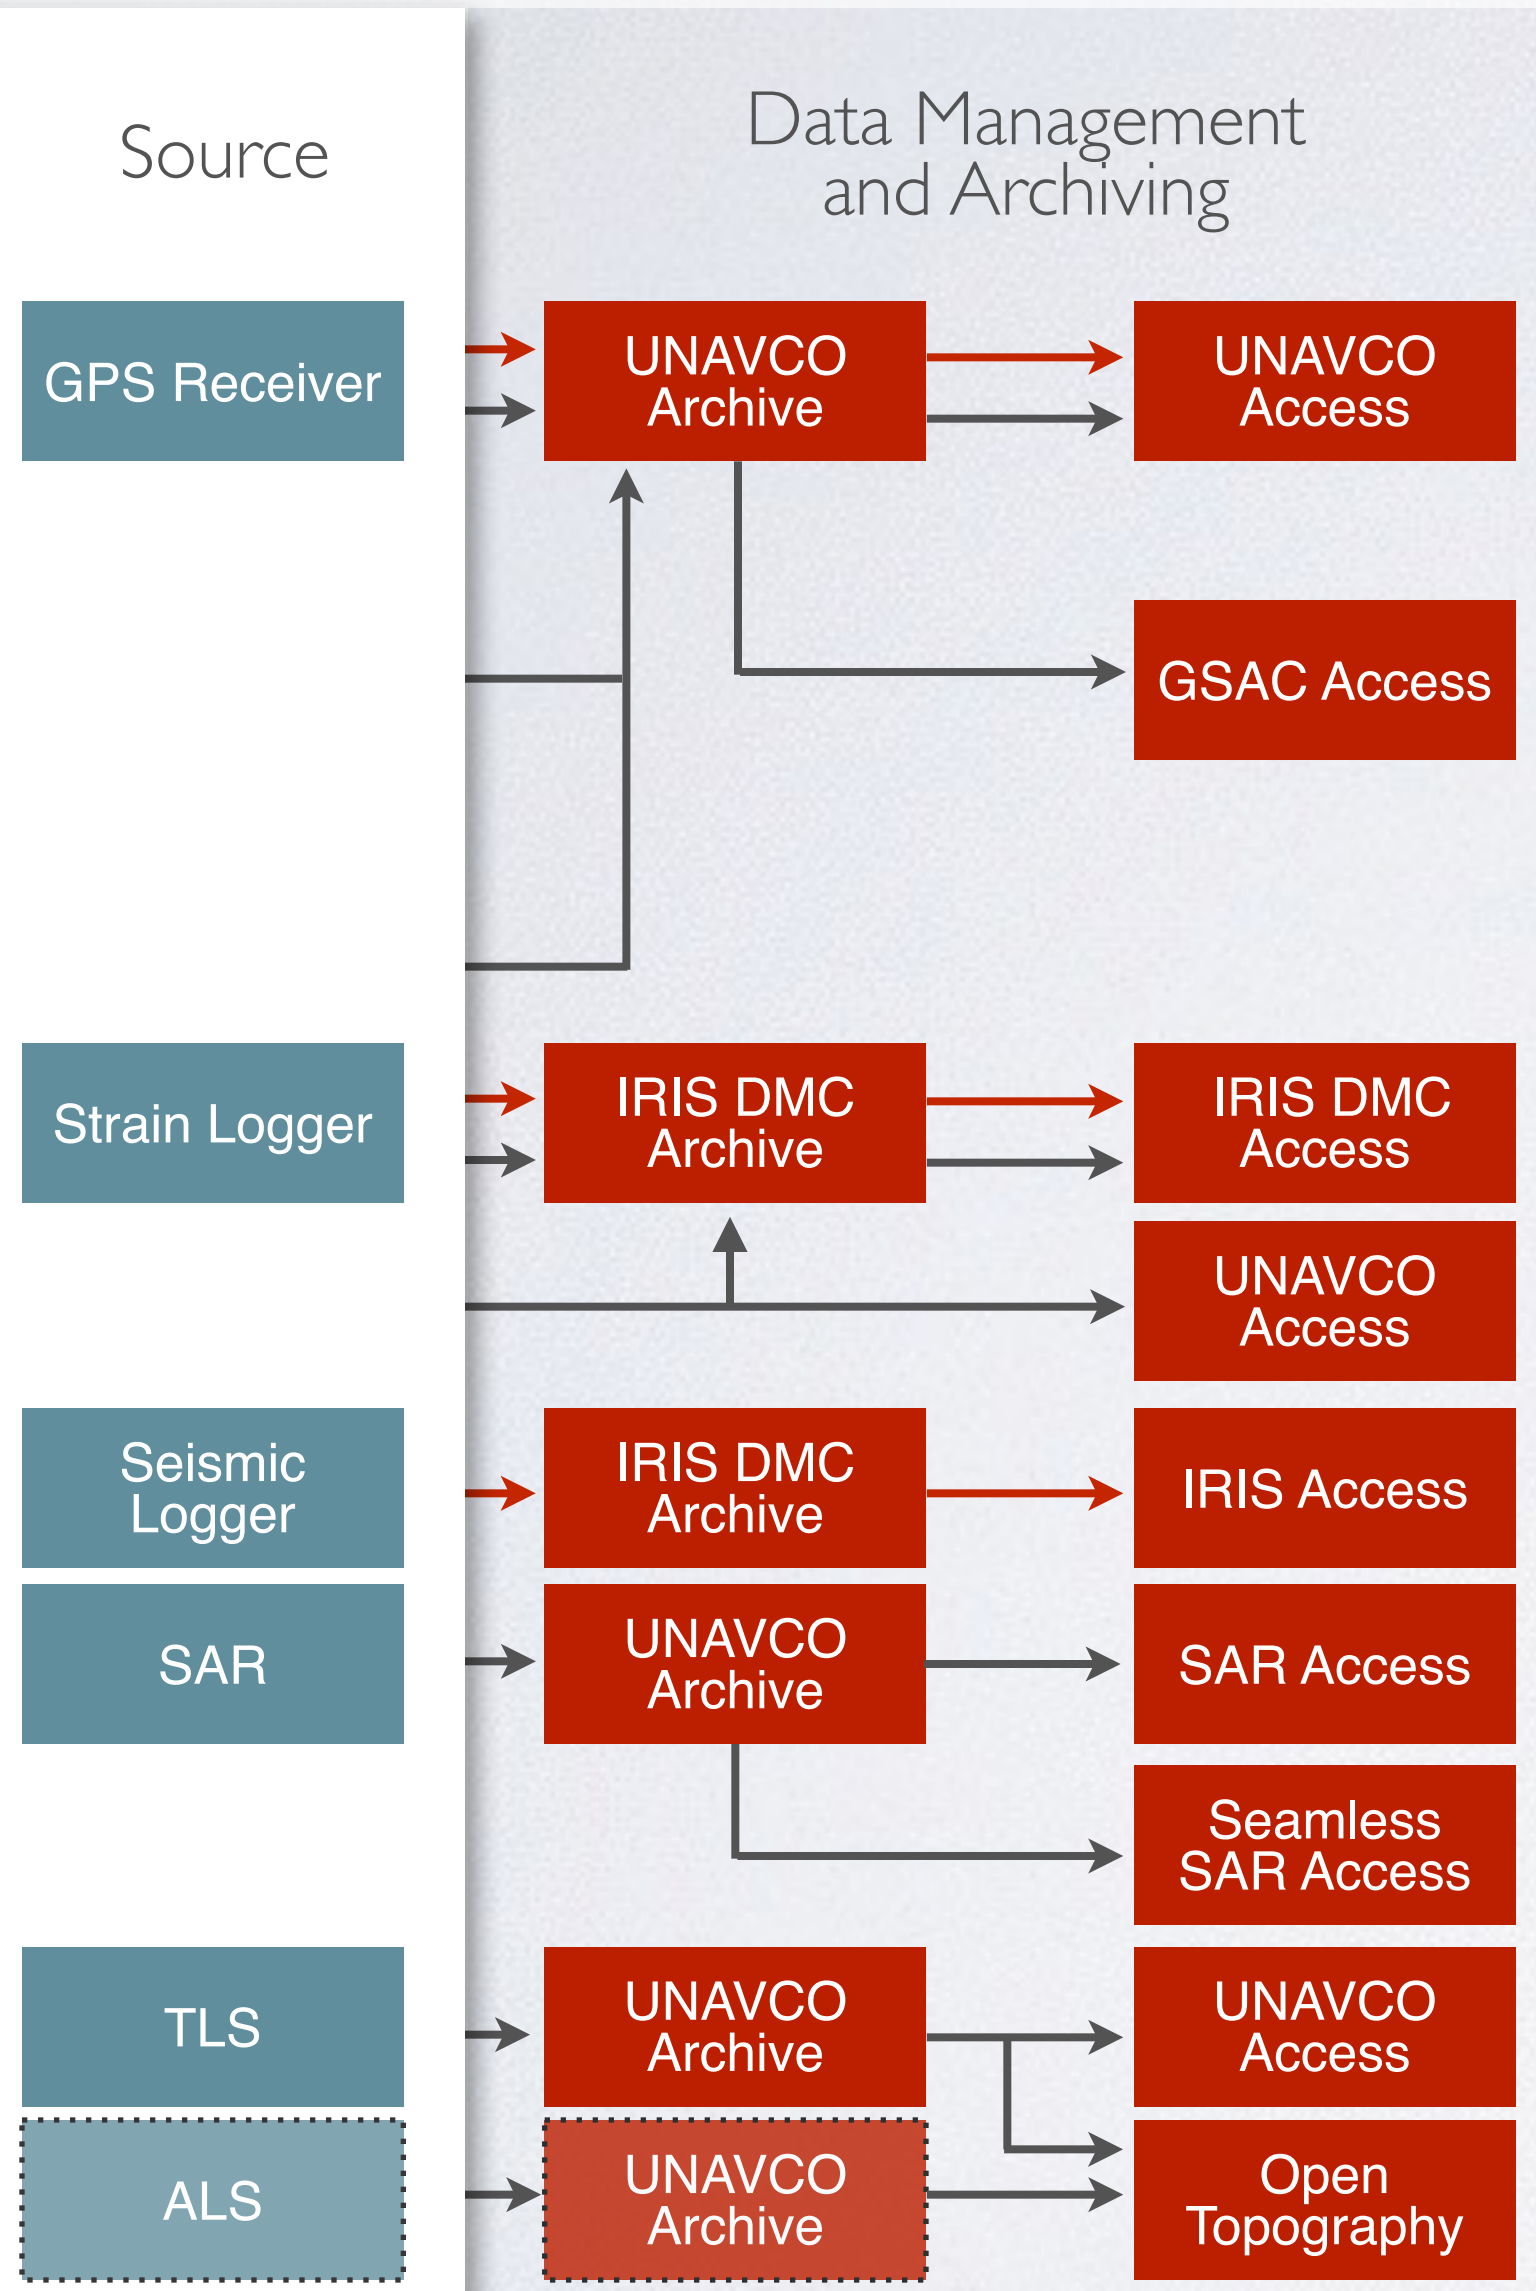 Source
Data Management
and Archiving
GPS Receiver
UNAVCO
Archive
UNAVCO
Access
GSAC Access
Strain Logger
IRIS DMC
Archive
IRIS DMC
Access
UNAVCO
Access
Seismic
Logger
IRIS DMC
Archive
IRIS Access
SAR
UNAVCO
Archive
SAR Access
Seamless
SAR Access
TLS
UNAVCO
Archive
UNAVCO
Access
ALS
UNAVCO
Archive
Open
Topography